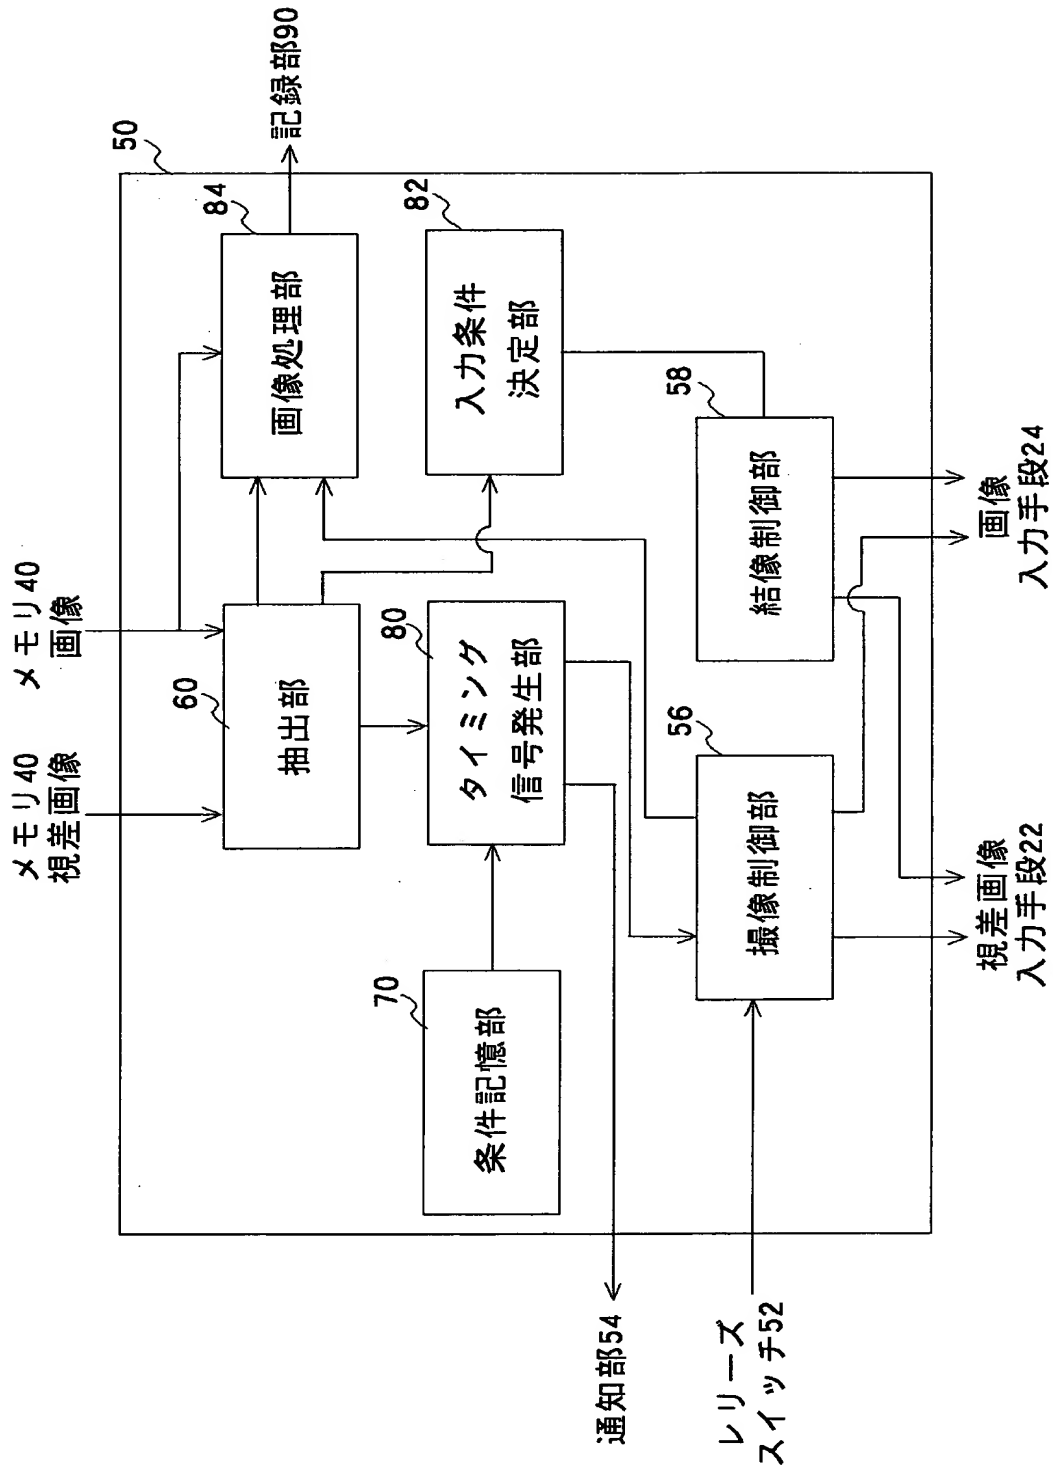 メモリ40
視差画像
メモリ40
画像
50
記録部90
60
抽出部
84
画像処理部
70
条件記憶部
80
タイミング
信号発生部
82
入力条件
決定部
56
撮像制御部
58
結像制御部
通知部54
レリーズ
スイッチ52
視差画像
入力手段22
画像
入力手段24